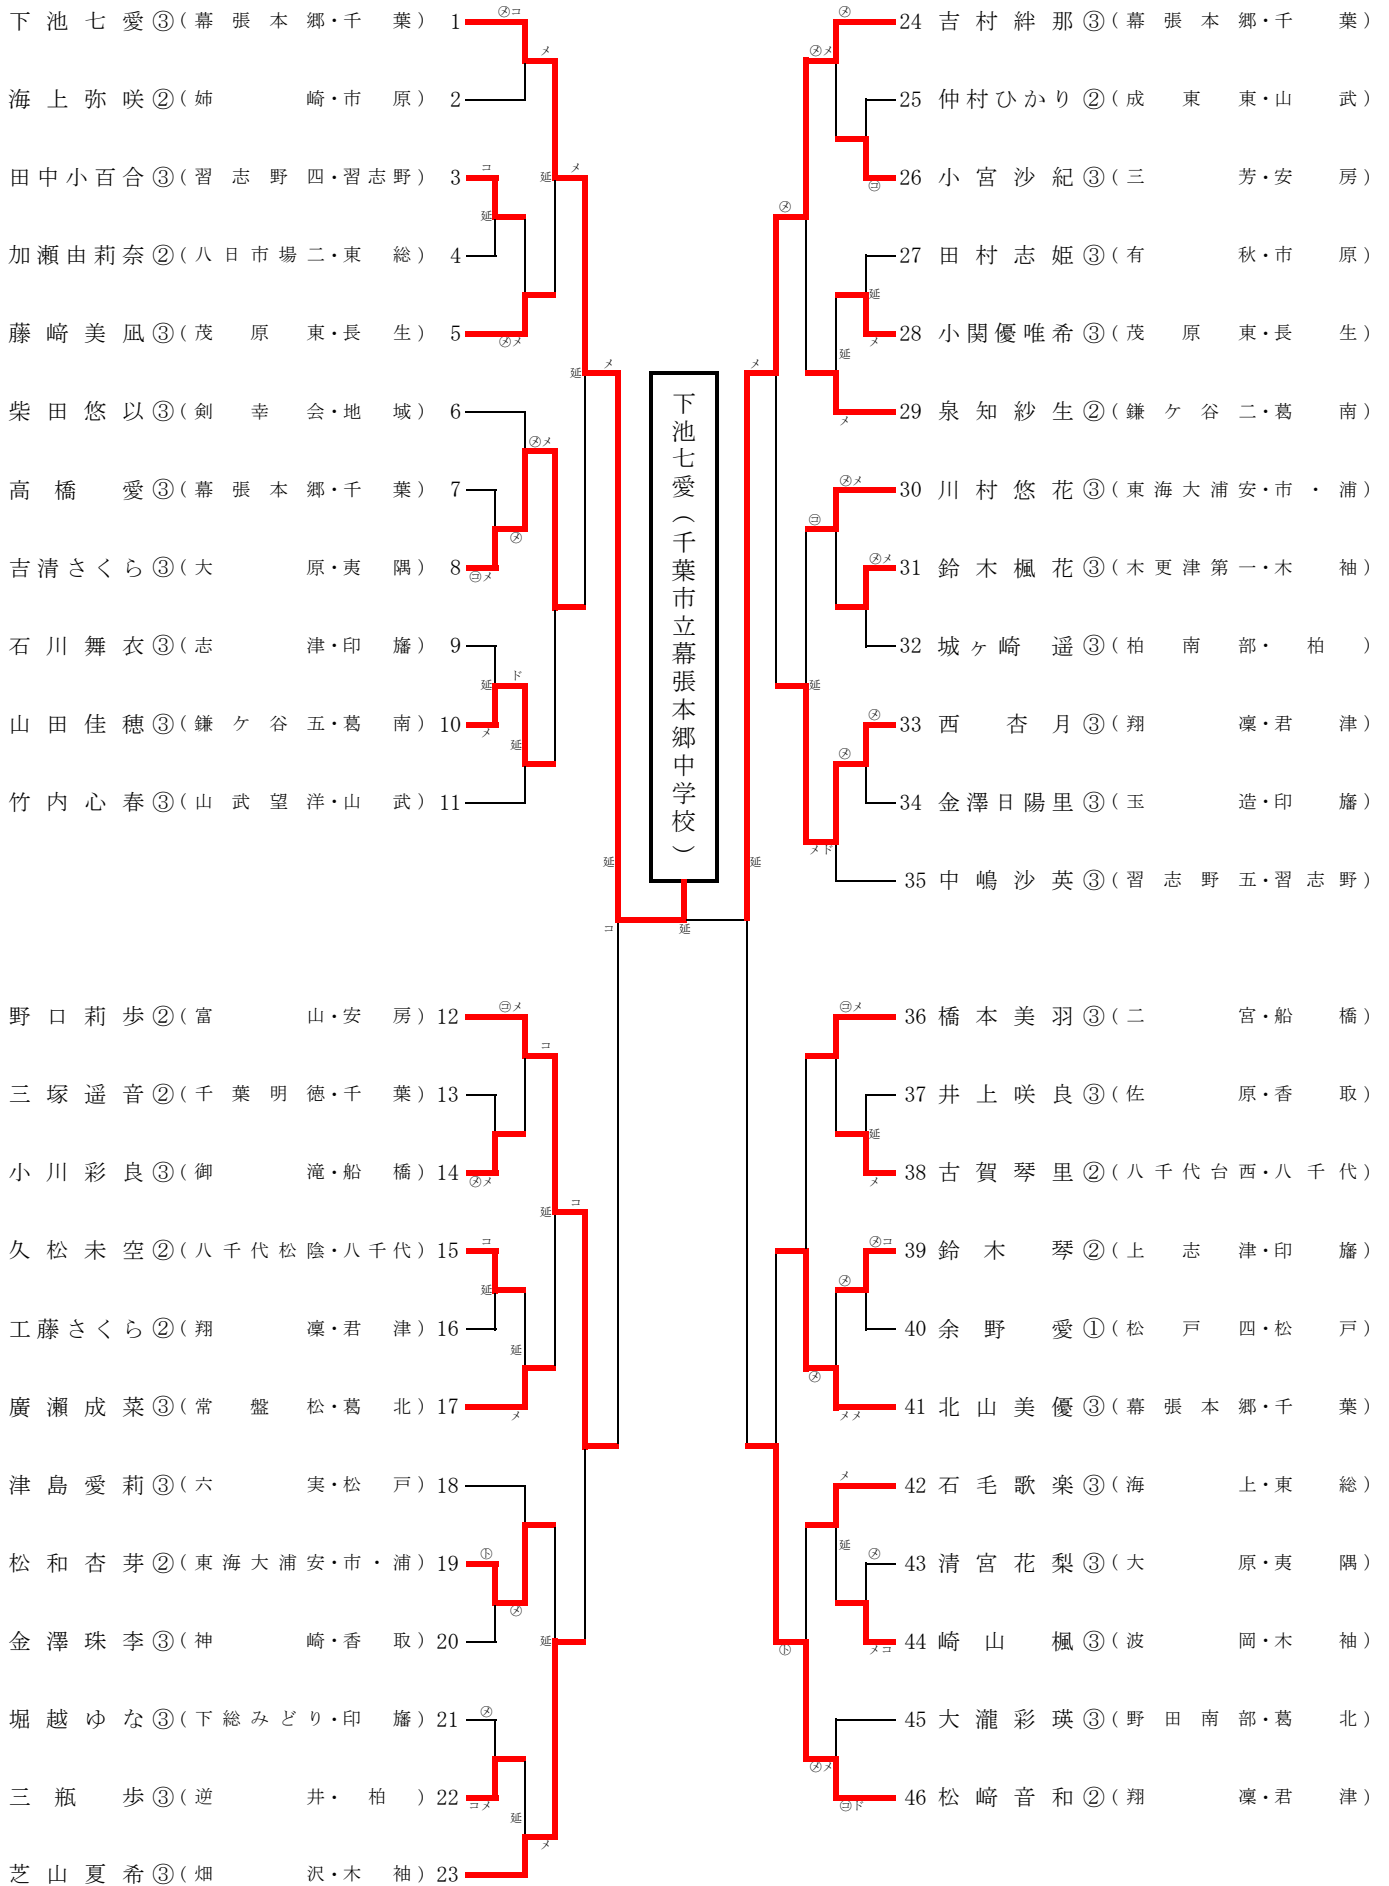 下池七愛③(幕張本郷・千葉) 1
海上弥咲②(姉崎・市原) 2
田中小百合③(習志野四・習志野) 3
加瀬由莉奈②(八日市場二・東総) 4
藤﨑美凪③(茂原東・長生) 5
柴田悠以③(剣幸会・地域) 6
高橋愛③(幕張本郷・千葉) 7
吉清さくら③(大原・夷隅) 8
石川舞衣③(志津・印旛) 9
山田佳穂③(鎌ケ谷五・葛南) 10
竹内心春③(山武望洋・山武) 11
野口莉歩②(富山・安房) 12
三塚遥音②(千葉明徳・千葉) 13
小川彩良③(御滝・船橋) 14
久松未空②(八千代松陰・八千代) 15
工藤さくら②(翔凜・君津) 16
廣瀬成菜③(常盤松・葛北) 17
津島愛莉③(六実・松戸) 18
松和杏芽②(東海大浦安・市・浦) 19
金澤珠李③(神崎・香取) 20
堀越ゆな③(下総みどり・印旛) 21
三瓶歩③(逆井・柏) 22
芝山夏希③(畑沢・木袖) 23
下池七愛(千葉市立幕張本郷中学校)
24 吉村絆那③(幕張本郷・千葉)
25 仲村ひかり②(成東東・山武)
26 小宮沙紀③(三芳・安房)
27 田村志姫③(有秋・市原)
28 小関優唯希③(茂原東・長生)
29 泉知紗生②(鎌ケ谷二・葛南)
30 川村悠花③(東海大浦安・市・浦)
31 鈴木楓花③(木更津第一・木袖)
32 城ヶ崎遥③(柏南部・柏)
33 西杏月③(翔凜・君津)
34 金澤日陽里③(玉造・印旛)
35 中嶋沙英③(習志野五・習志野)
36 橋本美羽③(二宮・船橋)
37 井上咲良③(佐原・香取)
38 古賀琴里②(八千代台西・八千代)
39 鈴木琴②(上志津・印旛)
40 余野愛①(松戸四・松戸)
41 北山美優③(幕張本郷・千葉)
42 石毛歌楽③(海上・東総)
43 清宮花梨③(大原・夷隅)
44 崎山楓③(波岡・木袖)
45 大瀧彩瑛③(野田南部・葛北)
46 松﨑音和②(翔凜・君津)